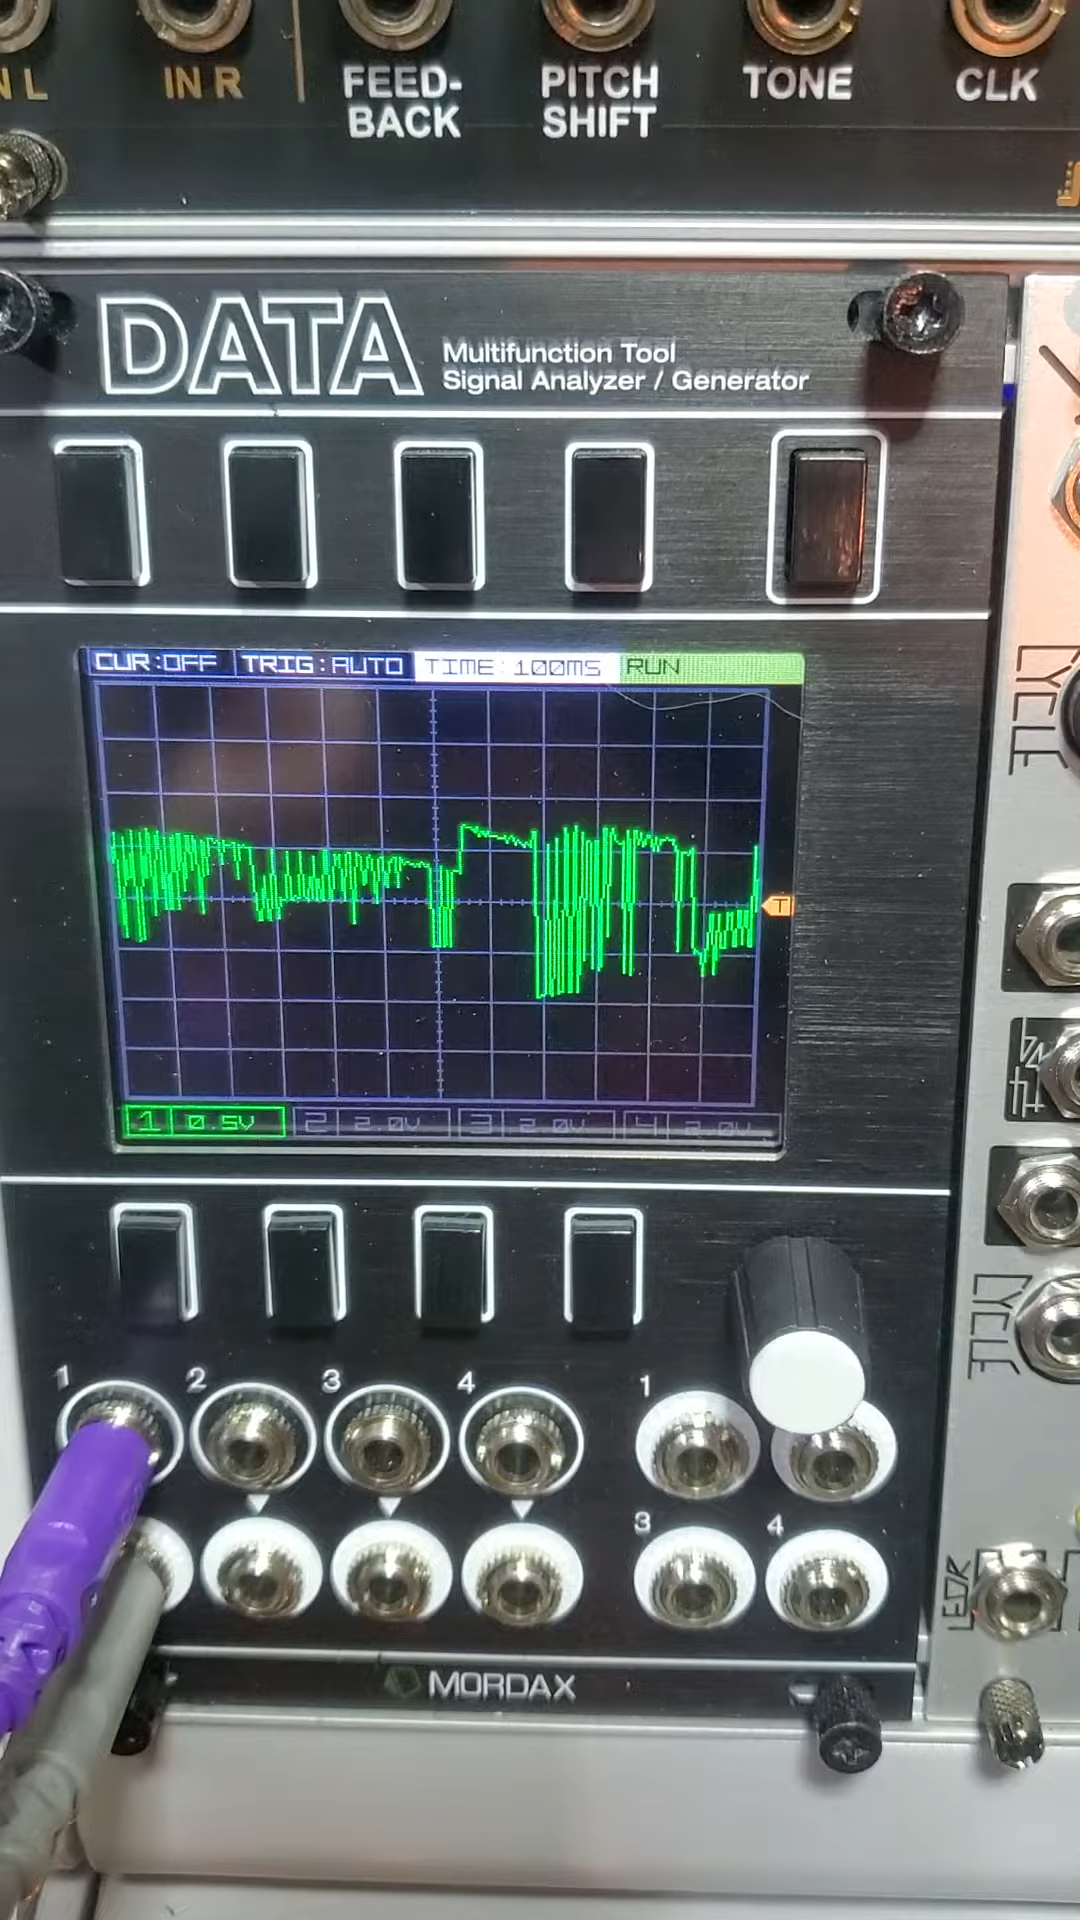 IN R
FEED-
BACK
PITCH
SHIFT
TONE
CLK
DATA
Multifunction Tool
Signal Analyzer / Generator
CUR:OFF TRIG:AUTO TIME:100MS RUN
T
1 0.5V 2 2.0V 3 2.0V 4 2.0V
CYCLE
CYCLE
1 2 3 4 1
3 4
MORDAX